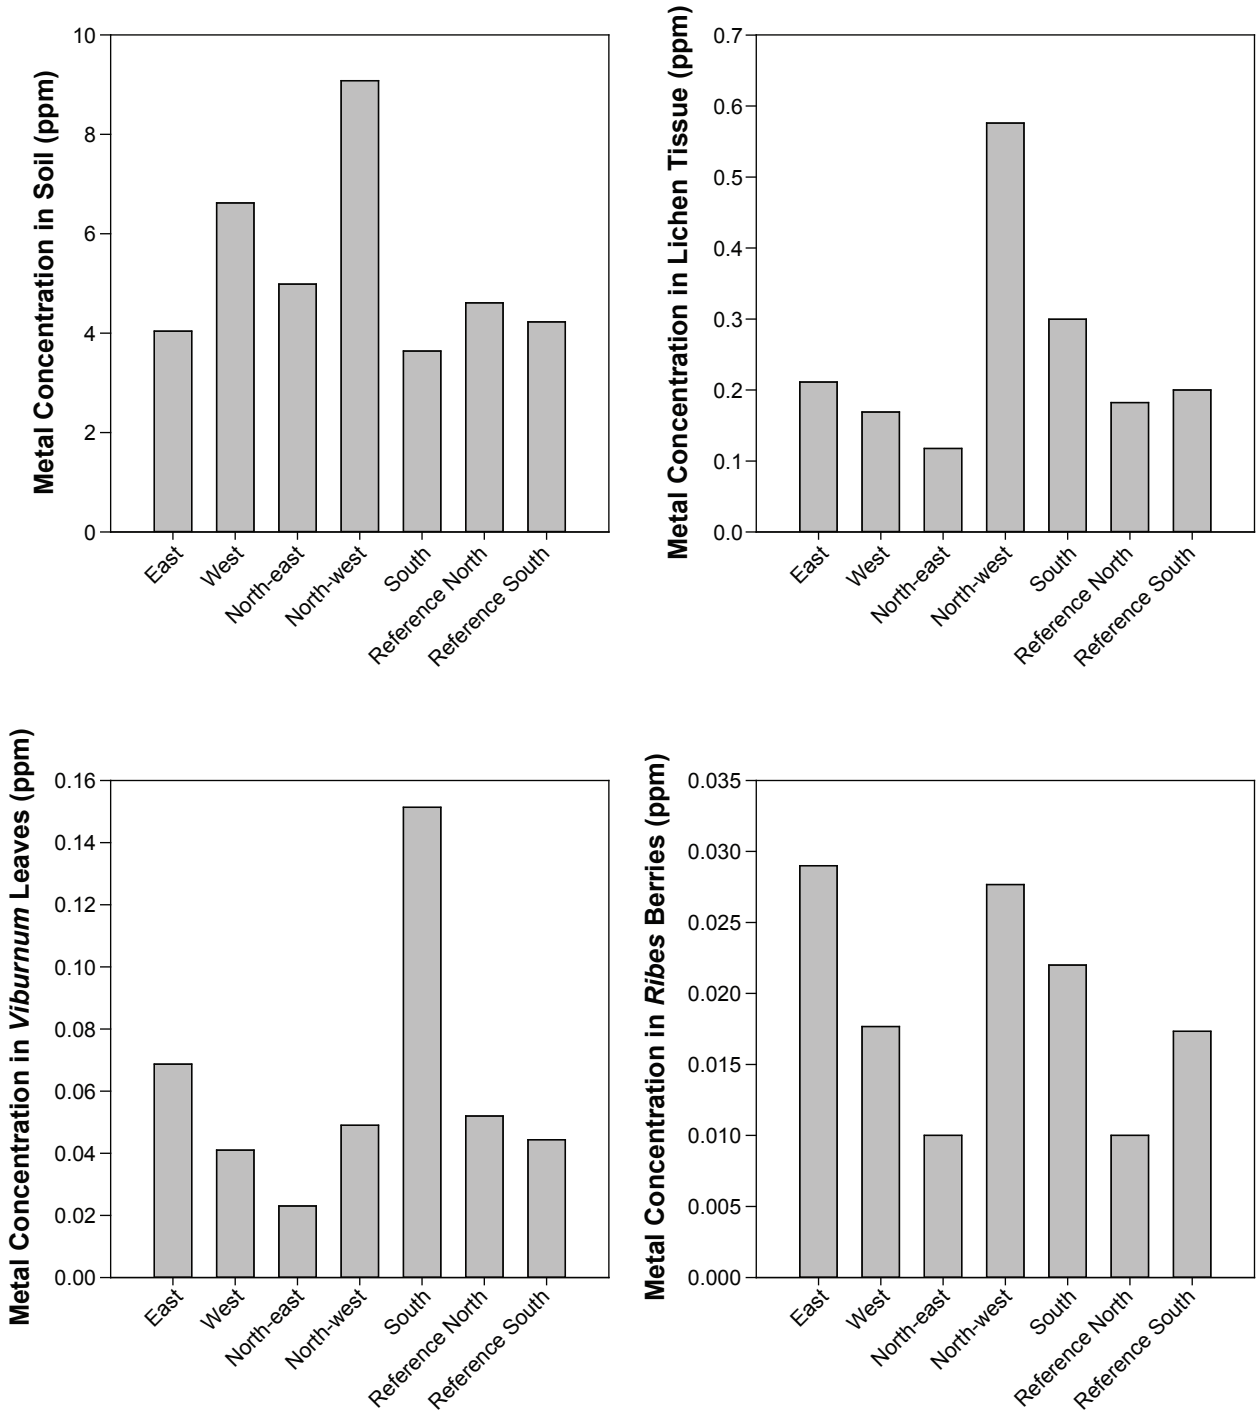 Metal Concentration in Soil (ppm)
10
8
6
4
2
0
East
West
North-east
North-west
South
Reference North
Reference South
Metal Concentration in Lichen Tissue (ppm)
0.7
0.6
0.5
0.4
0.3
0.2
0.1
0.0
East
West
North-east
North-west
South
Reference North
Reference South
Metal Concentration in Viburnum Leaves (ppm)
0.16
0.14
0.12
0.10
0.08
0.06
0.04
0.02
0.00
East
West
North-east
North-west
South
Reference North
Reference South
Metal Concentration in Ribes Berries (ppm)
0.035
0.030
0.025
0.020
0.015
0.010
0.005
0.000
East
West
North-east
North-west
South
Reference North
Reference South